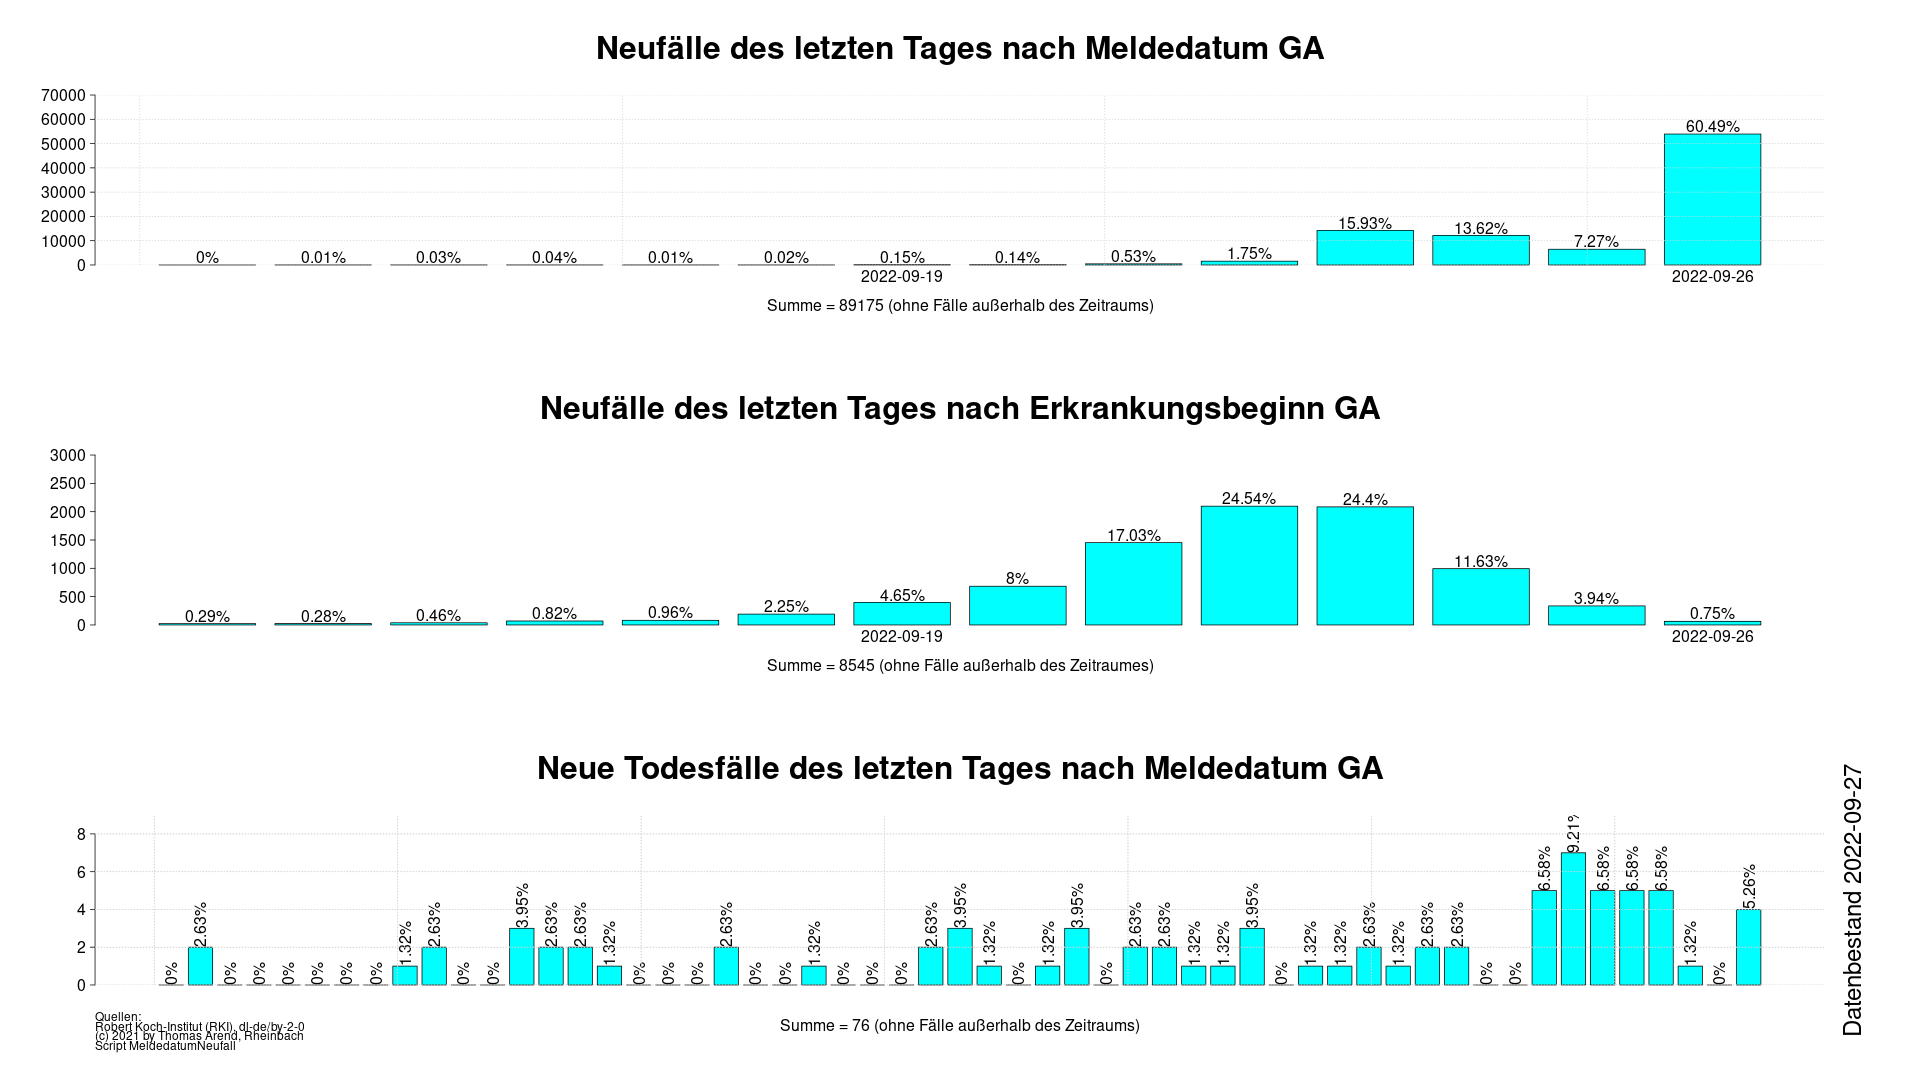 Neufälle des letzten Tages nach Meldedatum GA
70000
60000
50000
40000
30000
20000
10000
0
0% 0.01% 0.03% 0.04% 0.01% 0.02% 0.15% 0.14% 0.53% 1.75% 15.93% 13.62% 7.27% 60.49%
2022-09-19 2022-09-26
Summe = 89175 (ohne Fälle außerhalb des Zeitraums)
Neufälle des letzten Tages nach Erkrankungsbeginn GA
3000
2500
2000
1500
1000
500
0
0.29% 0.28% 0.46% 0.82% 0.96% 2.25% 4.65% 8% 17.03% 24.54% 24.4% 11.63% 3.94% 0.75%
2022-09-19 2022-09-26
Summe = 8545 (ohne Fälle außerhalb des Zeitraumes)
Neue Todesfälle des letzten Tages nach Meldedatum GA
8
6
4
2
0
0% 2.63% 0% 0% 0% 0% 0% 0% 1.32% 2.63% 0% 0% 3.95% 2.63% 2.63% 1.32% 0% 0% 0% 2.63% 0% 0% 1.32% 0% 0% 0% 2.63% 3.95% 1.32% 0% 1.32% 3.95% 0% 2.63% 2.63% 1.32% 1.32% 3.95% 0% 1.32% 1.32% 2.63% 1.32% 2.63% 2.63% 0% 0% 6.58% 9.21% 6.58% 6.58% 6.58% 1.32% 0% 5.26%
Summe = 76 (ohne Fälle außerhalb des Zeitraums)
Quellen:
Robert Koch-Institut (RKI), dl-de/by-2-0
(c) 2021 by Thomas Arend, Rheinbach
Script MeldedatumNeufall
Datenbestand 2022-09-27